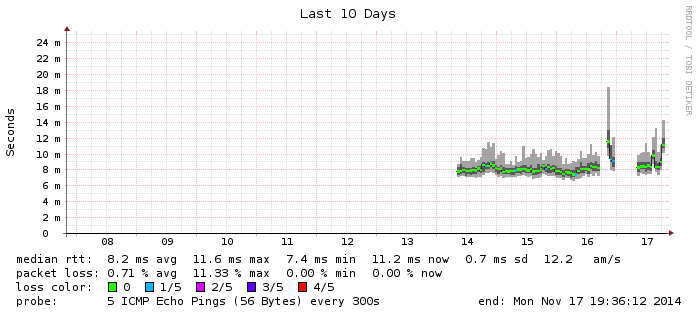 Last 10 Days
RRDTOOL / TOBI OETIKER
Seconds
24 m
22 m
20 m
18 m
16 m
14 m
12 m
10 m
8 m
6 m
4 m
2 m
0
08 09 10 11 12 13 14 15 16 17
median rtt: 8.2 ms avg 11.6 ms max 7.4 ms min 11.2 ms now 0.7 ms sd 12.2 am/s
packet loss: 0.71 % avg 11.33 % max 0.00 % min 0.00 % now
loss color: 0 1/5 2/5 3/5 4/5
probe: 5 ICMP Echo Pings (56 Bytes) every 300s end: Mon Nov 17 19:36:12 2014